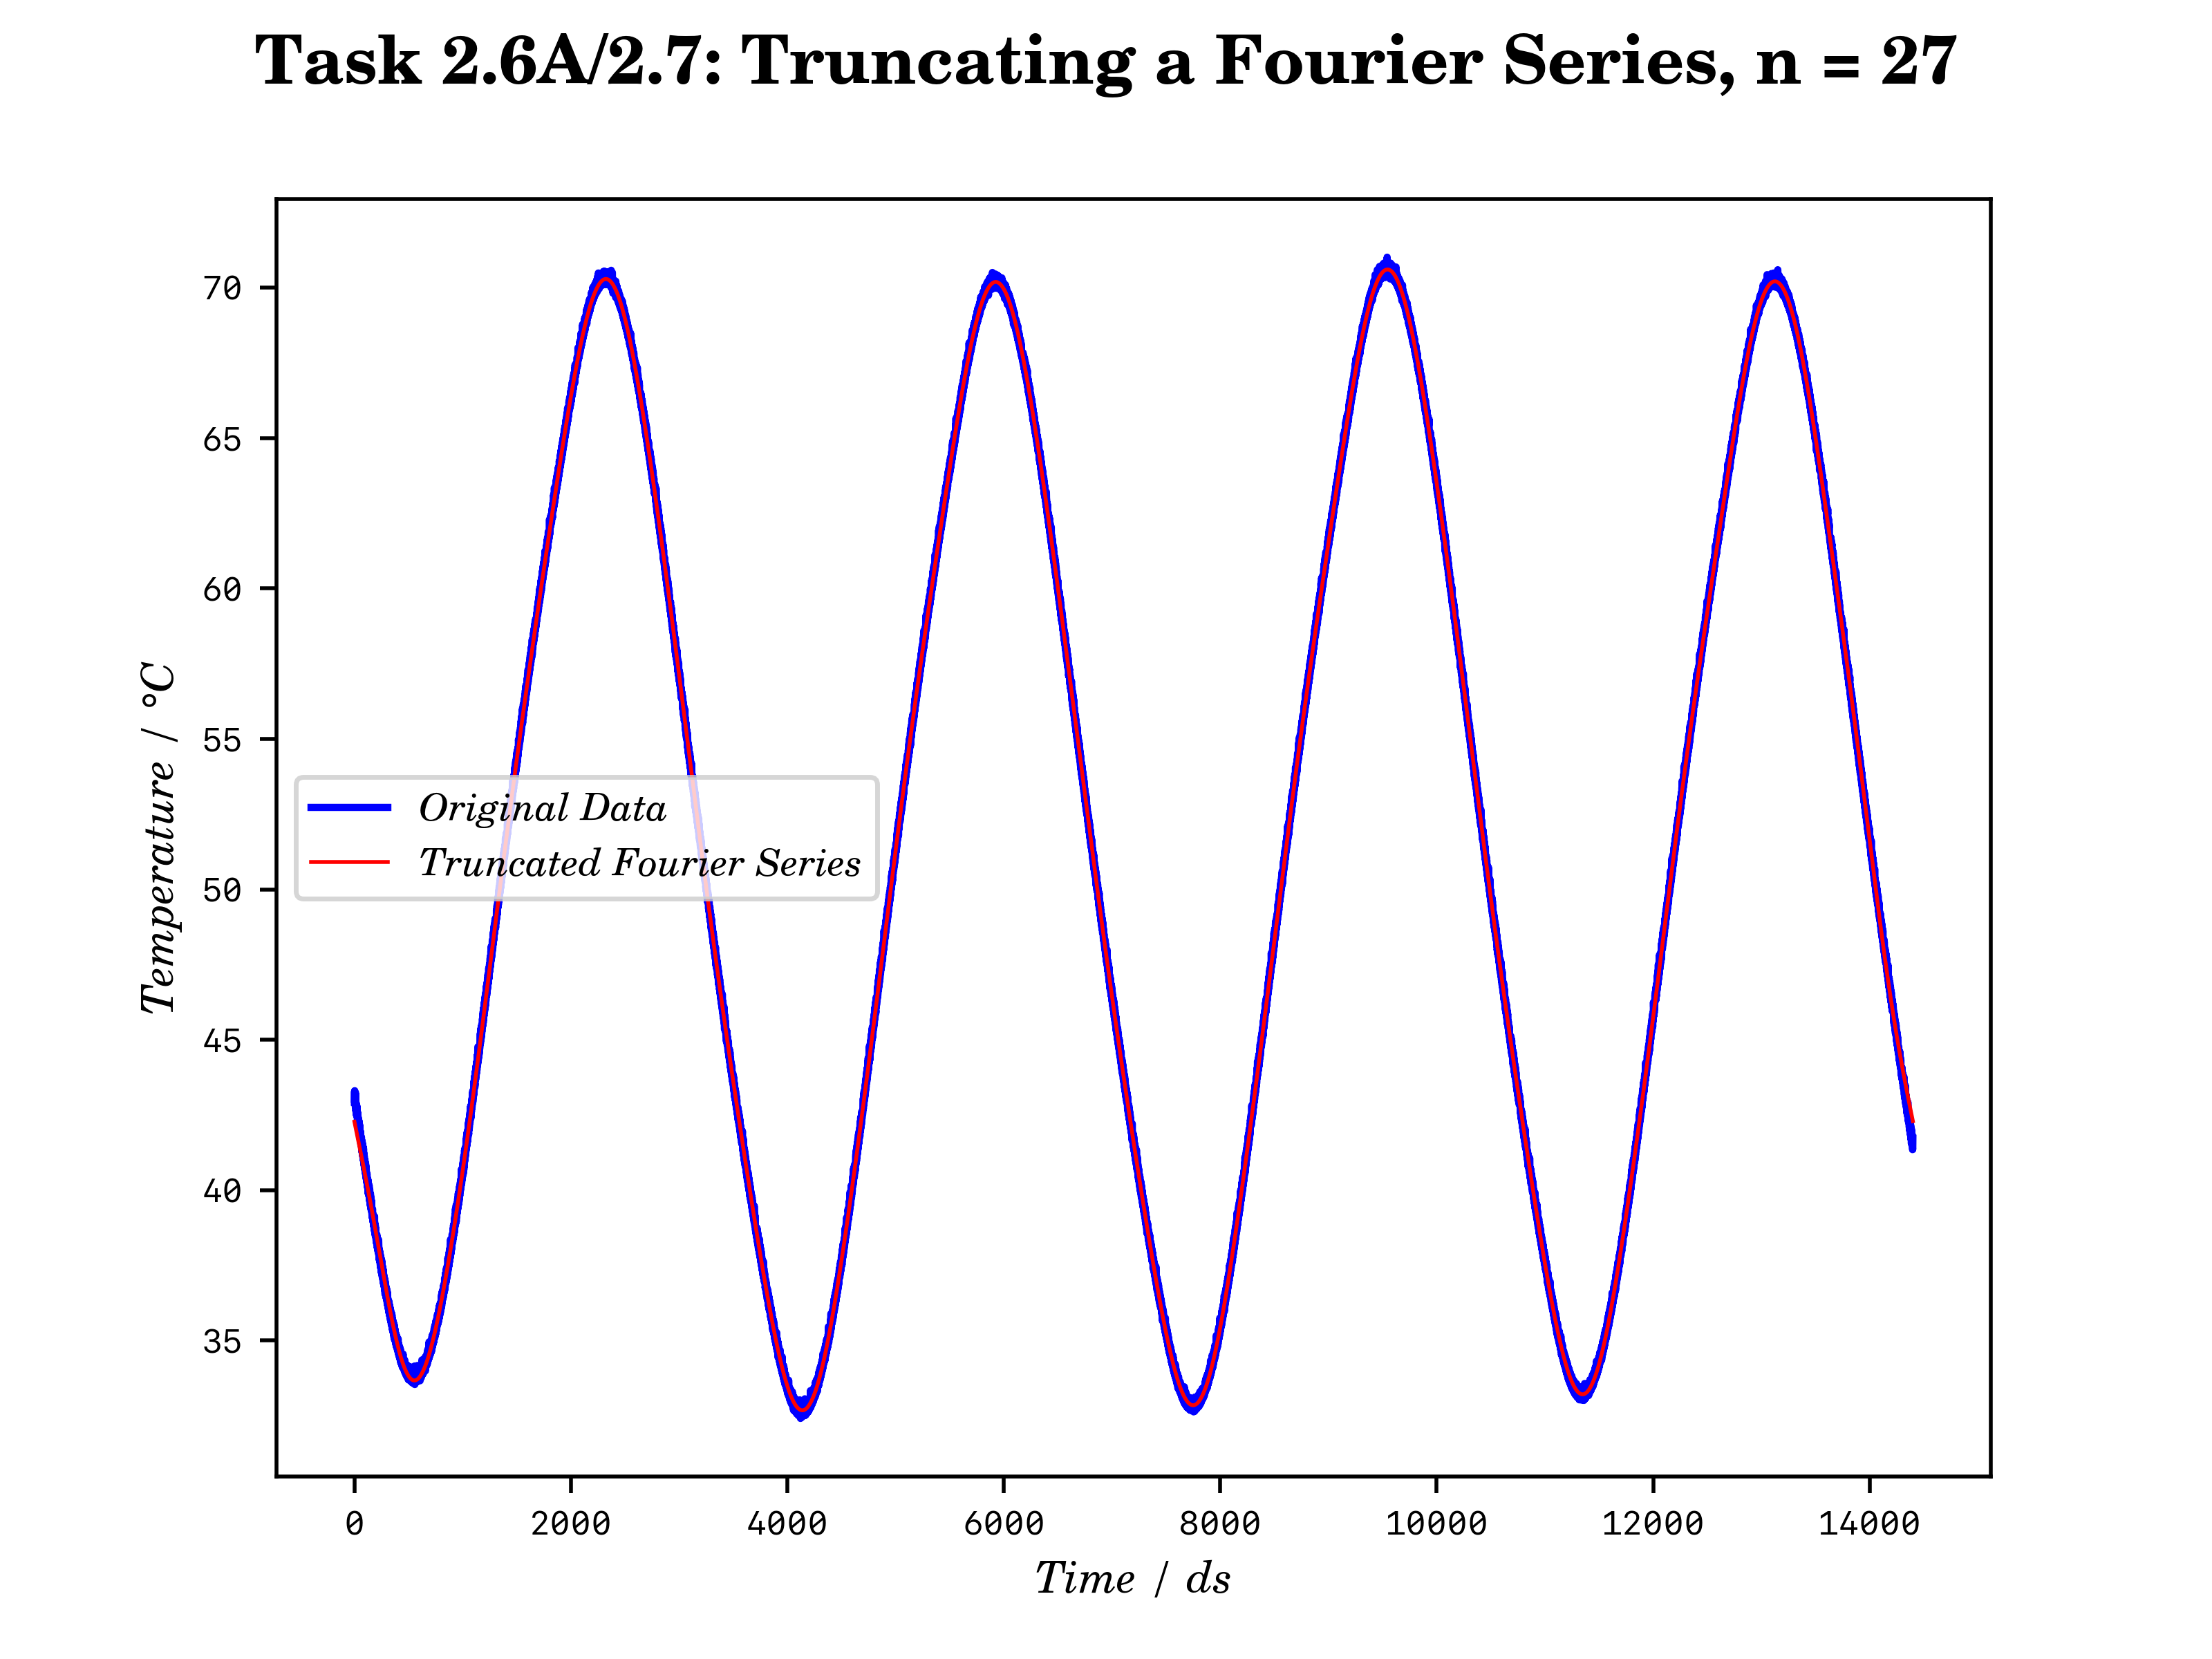 Task 2.6A/2.7: Truncating a Fourier Series, n = 27
Temperature / °C
70
65
60
55
50
45
40
35
Original Data
Truncated Fourier Series
0 2000 4000 6000 8000 10000 12000 14000
Time / ds